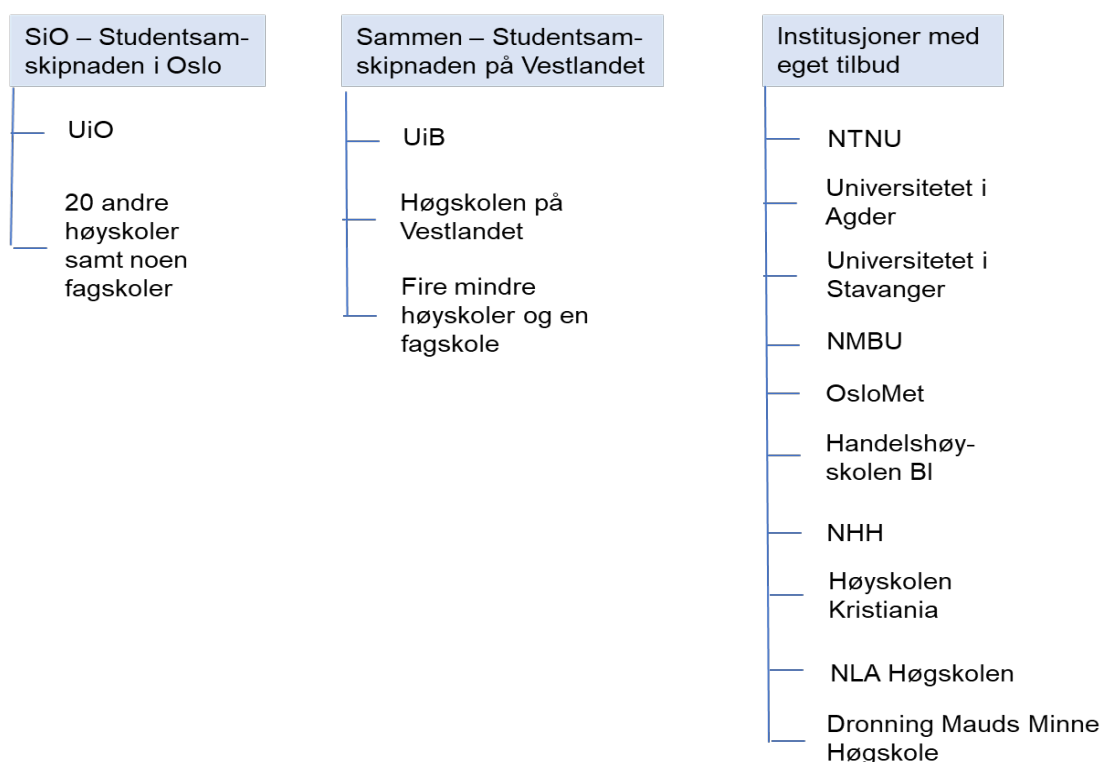 SiO – Studentsam-
skipnaden i Oslo
UiO
20 andre
høyskoler
samt noen
fagskoler
Sammen – Studentsam-
skipnaden på Vestlandet
UiB
Høgskolen på
Vestlandet
Fire mindre
høyskoler og en
fagskole
Institusjoner med
eget tilbud
NTNU
Universitetet i
Agder
Universitetet i
Stavanger
NMBU
OsloMet
Handelshøy-
skolen BI
NHH
Høyskolen
Kristiania
NLA Høgskolen
Dronning Mauds Minne
Høgskole